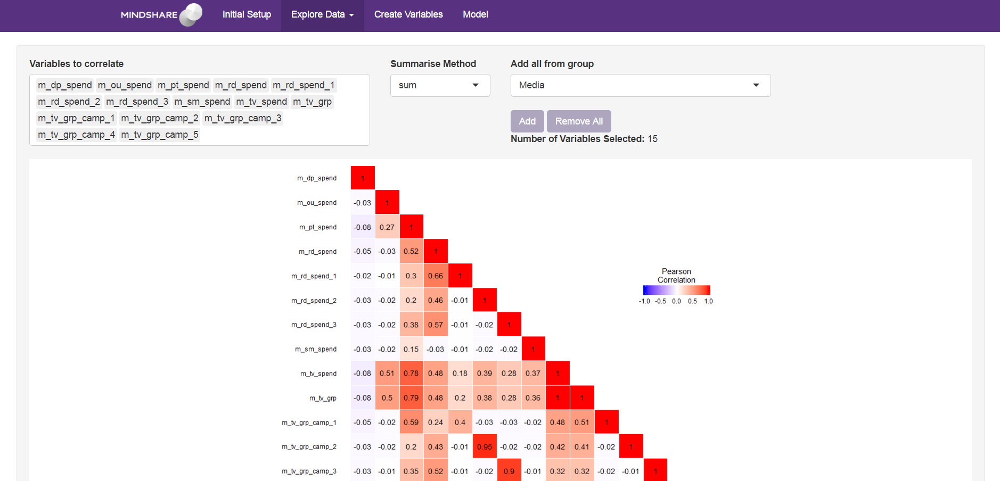 MINDSHARE Initial Setup Explore Data Create Variables Model
Variables to correlate Summarise Method Add all from group
m_dp_spend m_ou_spend m_pt_spend m_rd_spend m_rd_spend_1 sum Media
m_rd_spend_2 m_rd_spend_3 m_sm_spend m_tv_spend m_tv_grp
m_tv_grp_camp_1 m_tv_grp_camp_2 m_tv_grp_camp_3 Add Remove All
m_tv_grp_camp_4 m_tv_grp_camp_5 Number of Variables Selected: 15
m_dp_spend 1
m_ou_spend -0.03 1
m_pt_spend -0.08 0.27 1
m_rd_spend -0.05 -0.03 0.52 1
Pearson
Correlation
-1.0 -0.5 0.0 0.5 1.0
m_rd_spend_1 -0.02 -0.01 0.3 0.66 1
m_rd_spend_2 -0.03 -0.02 0.2 0.46 -0.01 1
m_rd_spend_3 -0.03 -0.02 0.38 0.57 -0.01 -0.02 1
m_sm_spend -0.03 -0.02 0.15 -0.03 -0.01 -0.02 -0.02 1
m_tv_spend -0.08 0.51 0.78 0.48 0.18 0.39 0.28 0.37 1
m_tv_grp -0.08 0.5 0.79 0.48 0.2 0.38 0.28 0.36 1 1
m_tv_grp_camp_1 -0.05 -0.02 0.59 0.24 0.4 -0.03 -0.03 -0.02 0.48 0.51 1
m_tv_grp_camp_2 -0.03 -0.02 0.2 0.43 -0.01 0.95 -0.02 -0.02 0.42 0.41 -0.02 1
m_tv_grp_camp_3 -0.03 -0.01 0.35 0.52 -0.01 -0.02 0.9 -0.01 0.32 0.32 -0.02 -0.01 1